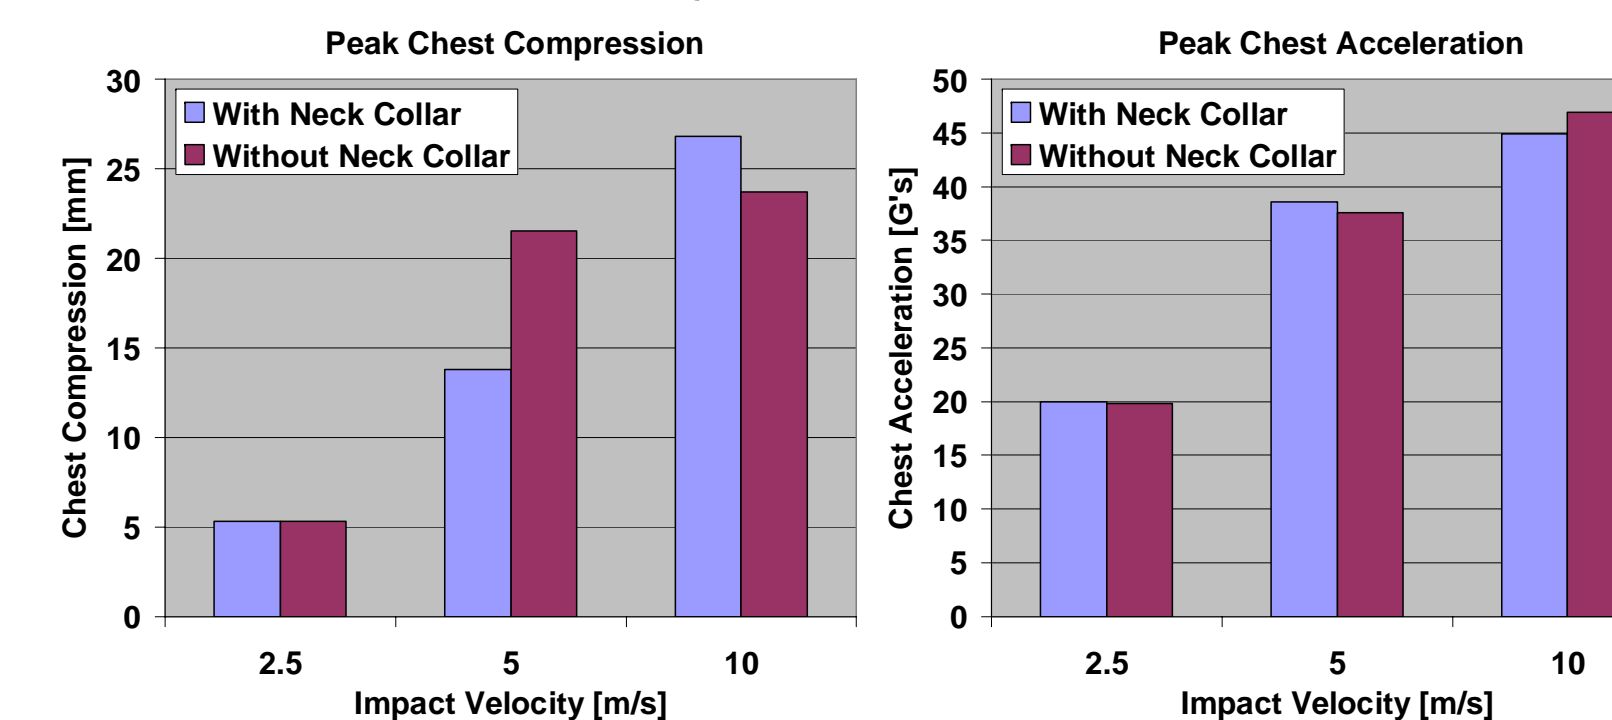 Peak Chest Compression
30
25
20
15
10
5
0
Chest Compression [mm]
With Neck Collar
Without Neck Collar
2.5 5 10
Impact Velocity [m/s]
Peak Chest Acceleration
50
45
40
35
30
25
20
15
10
5
0
Chest Acceleration [G's]
With Neck Collar
Without Neck Collar
2.5 5 10
Impact Velocity [m/s]